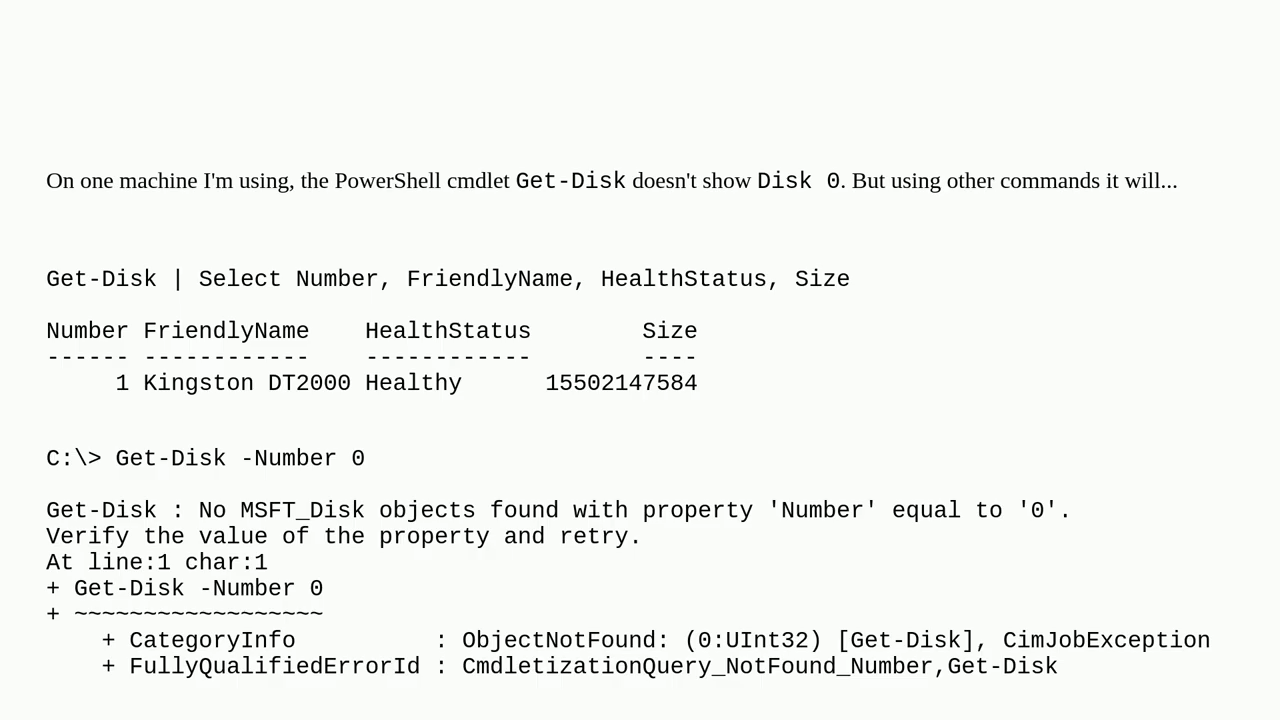 On one machine I'm using, the PowerShell cmdlet Get-Disk doesn't show Disk 0. But using other commands it will...
Get-Disk | Select Number, FriendlyName, HealthStatus, Size
Number FriendlyName    HealthStatus        Size
------ ------------    ------------        ----
     1 Kingston DT2000 Healthy      15502147584
C:\> Get-Disk -Number 0
Get-Disk : No MSFT_Disk objects found with property 'Number' equal to '0'.
Verify the value of the property and retry.
At line:1 char:1
+ Get-Disk -Number 0
+ ~~~~~~~~~~~~~~~~~~
    + CategoryInfo          : ObjectNotFound: (0:UInt32) [Get-Disk], CimJobException
    + FullyQualifiedErrorId : CmdletizationQuery_NotFound_Number,Get-Disk